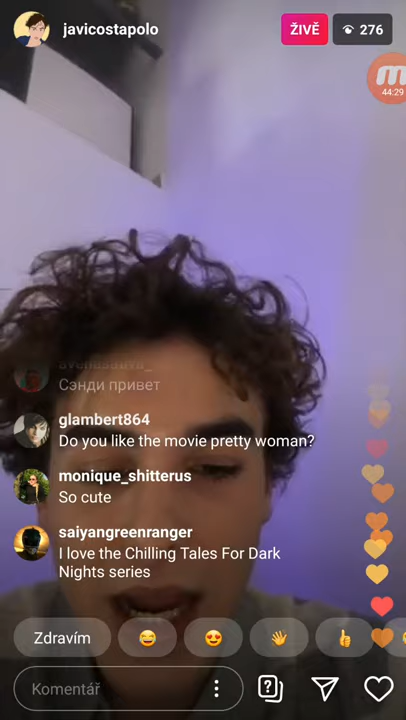 javicostapolo
ŽIVĚ
276
44:29
Сэнди привет
glambert864
Do you like the movie pretty woman?
monique_shitterus
So cute
saiyangreenranger
I love the Chilling Tales For Dark
Nights series
Zdravím
Komentář